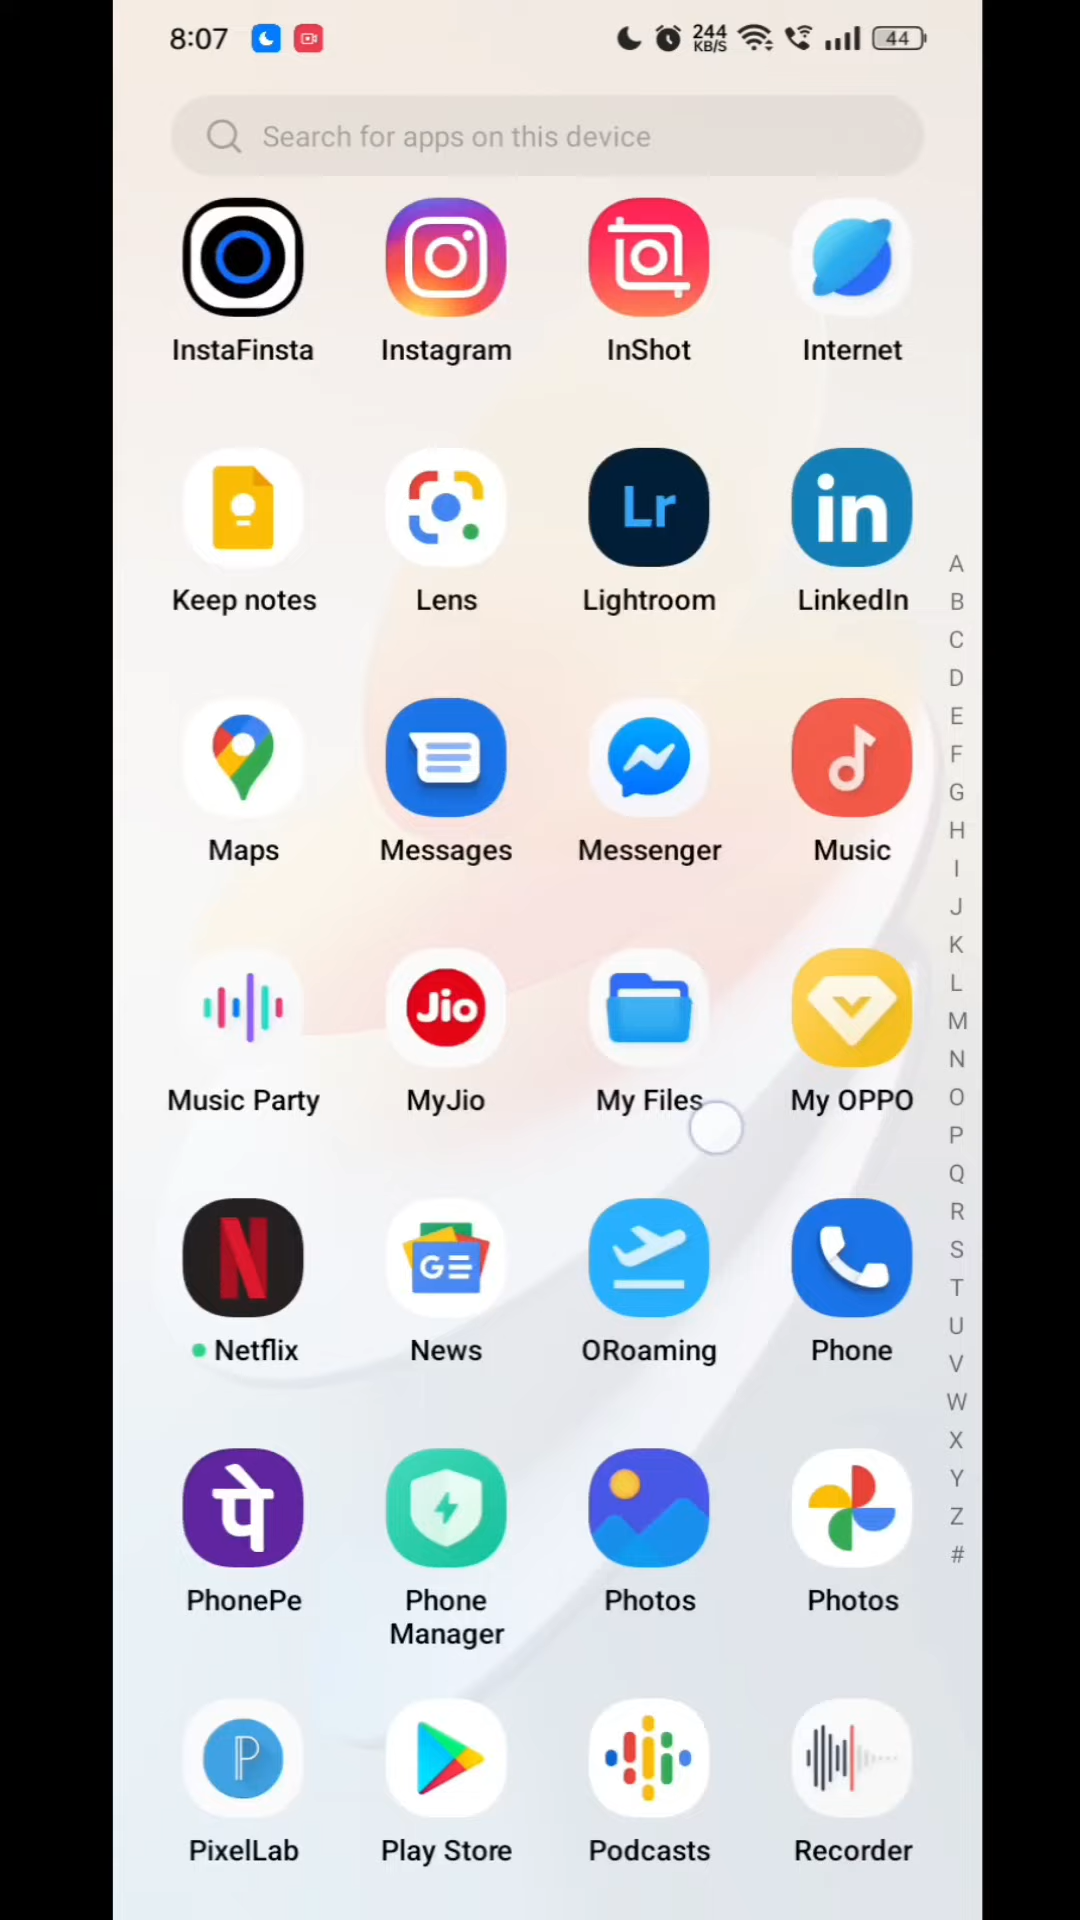 8:07 244 KB/S 44
Search for apps on this device
InstaFinsta Instagram InShot Internet
Lr in
Keep notes Lens Lightroom LinkedIn
A
B
C
D
E
F
G
H
I
J
K
L
M
N
O
P
Q
R
S
T
U
V
W
X
Y
Z
#
Maps Messages Messenger Music
Jio
Music Party MyJio My Files My OPPO
N GE
Netflix News ORoaming Phone
पे
PhonePe Phone Manager Photos Photos
P
PixelLab Play Store Podcasts Recorder